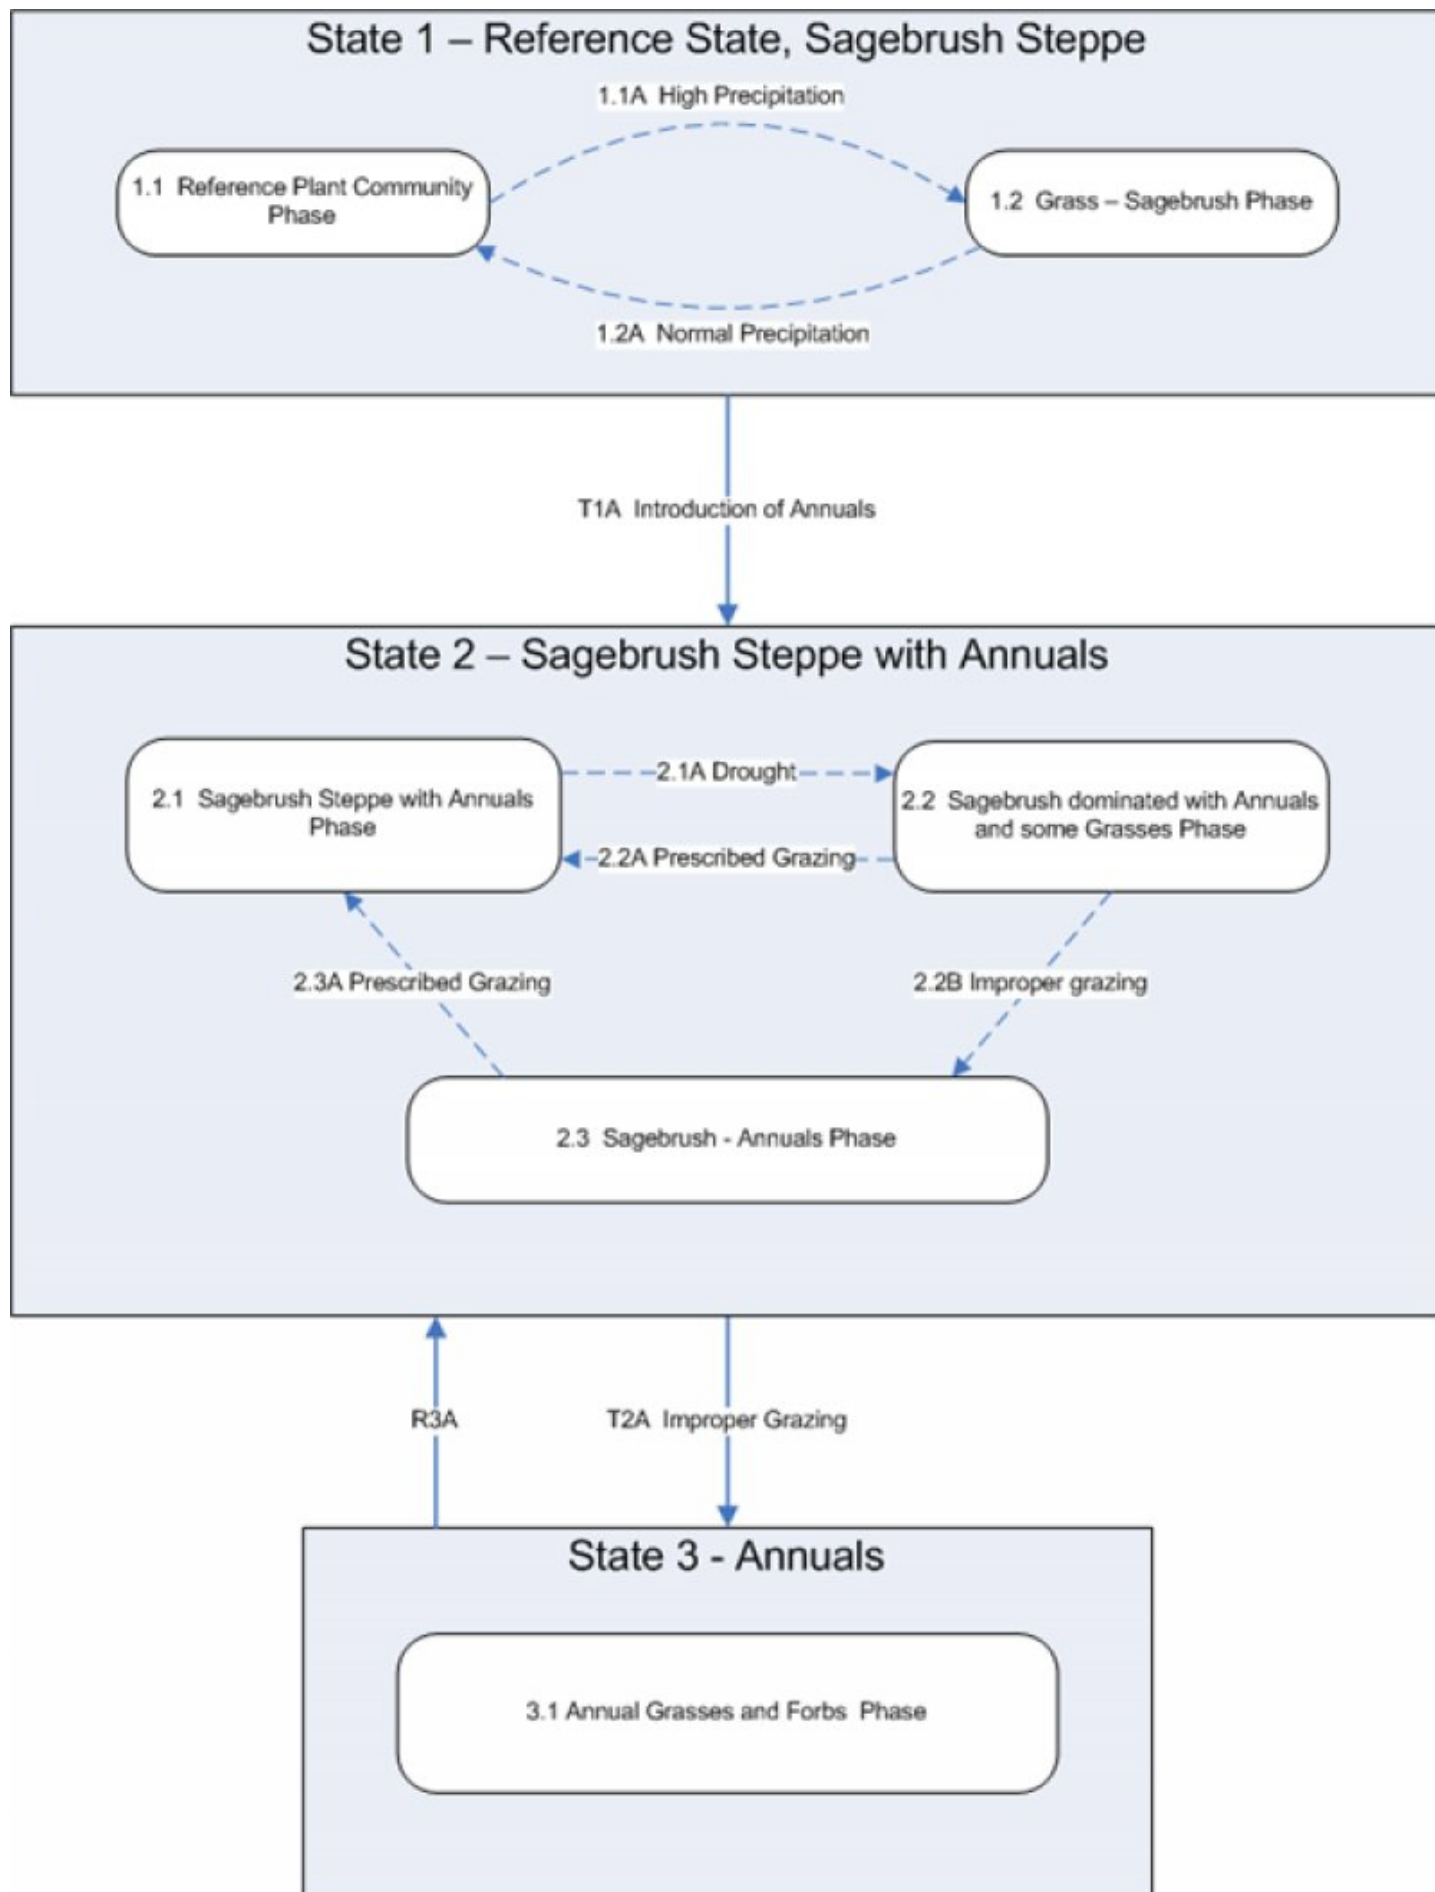 State 1 – Reference State, Sagebrush Steppe
1.1A High Precipitation
1.1 Reference Plant Community
Phase
1.2 Grass – Sagebrush Phase
1.2A Normal Precipitation
T1A Introduction of Annuals
State 2 – Sagebrush Steppe with Annuals
2.1A Drought
2.1 Sagebrush Steppe with Annuals
Phase
2.2 Sagebrush dominated with Annuals
and some Grasses Phase
2.2A Prescribed Grazing
2.3A Prescribed Grazing
2.2B Improper grazing
2.3 Sagebrush - Annuals Phase
R3A
T2A Improper Grazing
State 3 - Annuals
3.1 Annual Grasses and Forbs Phase